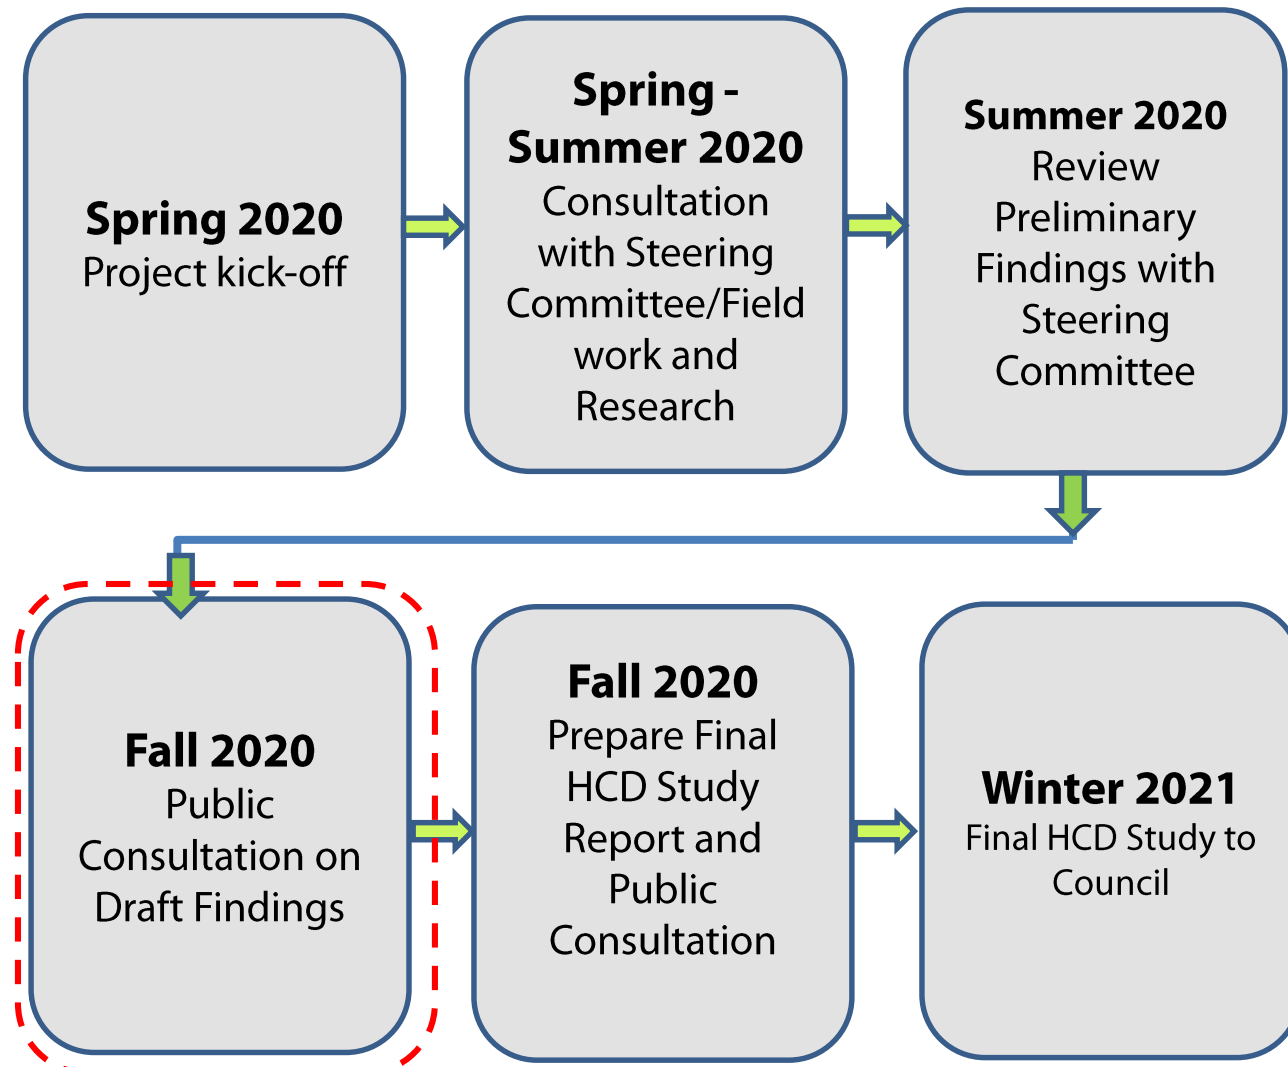 Spring 2020
Project kick-off
Spring -
Summer 2020
Consultation
with Steering
Committee/Field
work and
Research
Summer 2020
Review
Preliminary
Findings with
Steering
Committee
Fall 2020
Public
Consultation on
Draft Findings
Fall 2020
Prepare Final
HCD Study
Report and
Public
Consultation
Winter 2021
Final HCD Study to
Council